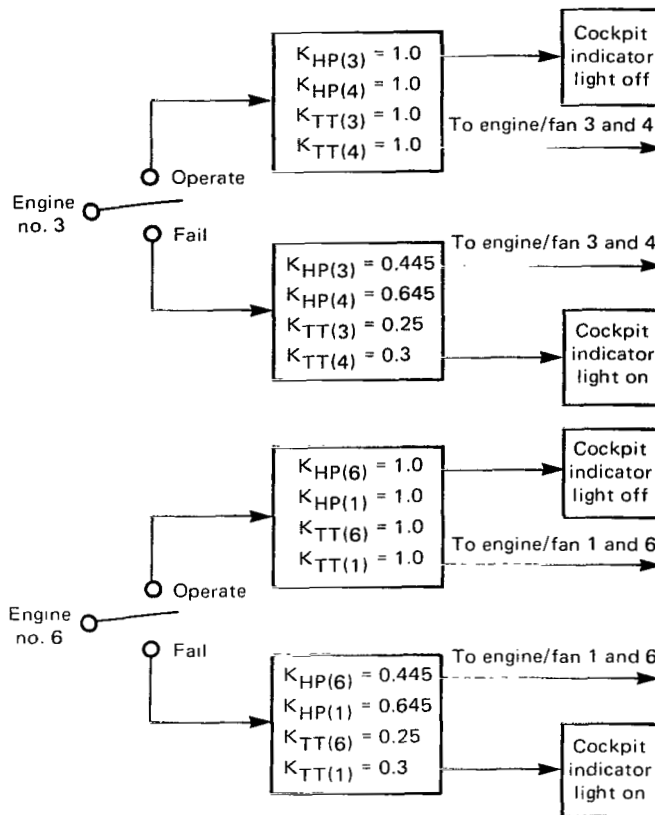 K_HP(3) = 1.0
K_HP(4) = 1.0
K_TT(3) = 1.0
K_TT(4) = 1.0
Cockpit
indicator
light off
To engine/fan 3 and 4
Operate
Engine
no. 3
Fail
K_HP(3) = 0.445
K_HP(4) = 0.645
K_TT(3) = 0.25
K_TT(4) = 0.3
To engine/fan 3 and 4
Cockpit
indicator
light on
K_HP(6) = 1.0
K_HP(1) = 1.0
K_TT(6) = 1.0
K_TT(1) = 1.0
Cockpit
indicator
light off
To engine/fan 1 and 6
Operate
Engine
no. 6
Fail
K_HP(6) = 0.445
K_HP(1) = 0.645
K_TT(6) = 0.25
K_TT(1) = 0.3
To engine/fan 1 and 6
Cockpit
indicator
light on